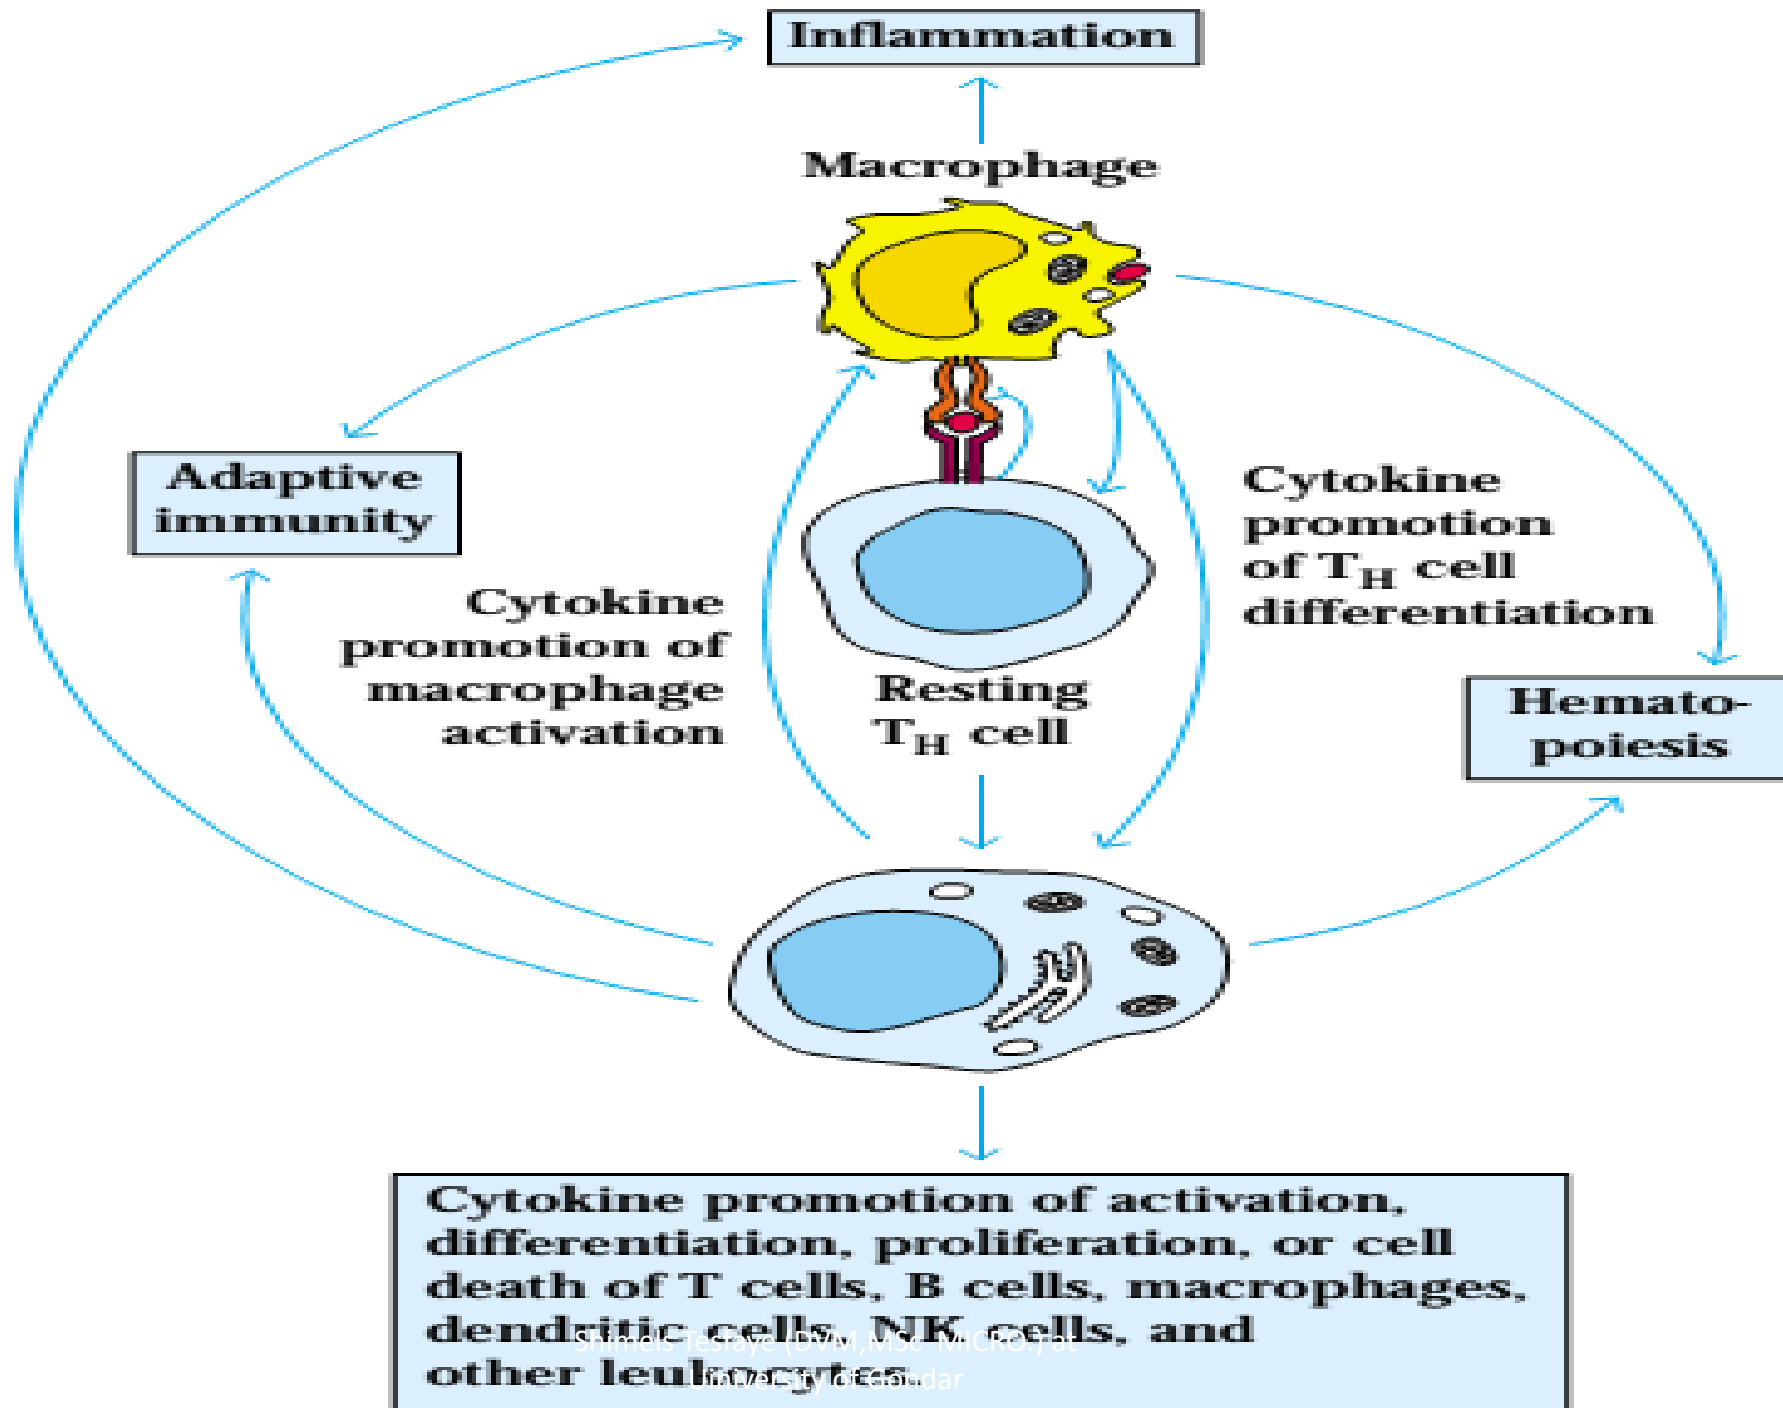 Inflammation
Macrophage
Adaptive
immunity
Cytokine
promotion
of TH cell
differentiation
Cytokine
promotion of
macrophage
activation
Resting
TH cell
Hemato-
poiesis
Cytokine promotion of activation,
differentiation, proliferation, or cell
death of T cells, B cells, macrophages,
dendritic cells, NK cells, and
other leukocytes.
Shimels Tesfaye (DVM,MSc MICRO.) at
University of Gondar